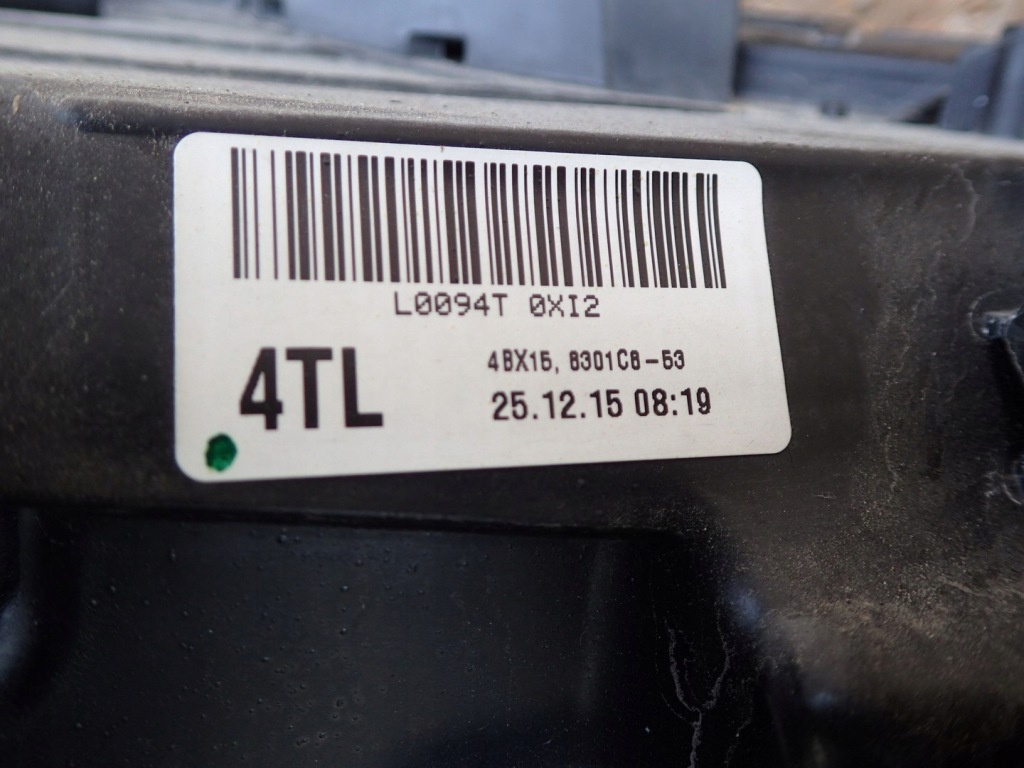 L0094T 0XI2
4TL
4BX15, 8301C8-53
25.12.15 08:19